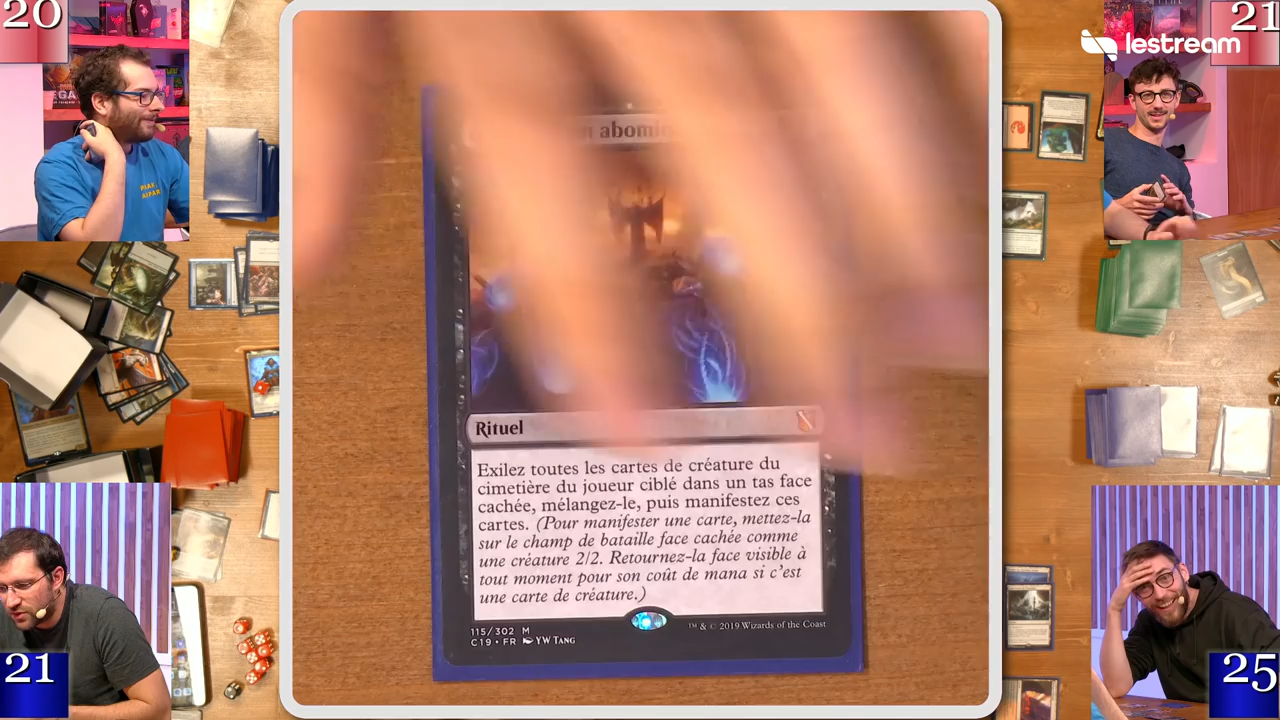 20
21
lestream
PIAK
AIPAR
Rituel
Exilez toutes les cartes de créature du
cimetière du joueur ciblé dans un tas face
cachée, mélangez-le, puis manifestez ces
cartes. (Pour manifester une carte, mettez-la
sur le champ de bataille face cachée comme
une créature 2/2. Retournez-la face visible à
tout moment pour son coût de mana si c'est
une carte de créature.)
115/302 M
C19 • FR YW TANG
™ & © 2019 Wizards of the Coast
21
25